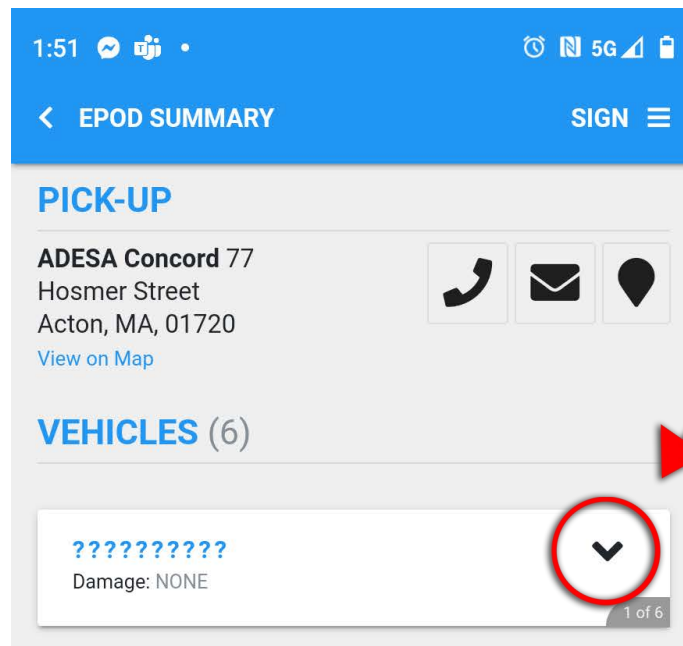 1:51 5G
EPOD SUMMARY SIGN
PICK-UP
ADESA Concord 77
Hosmer Street
Acton, MA, 01720
View on Map
VEHICLES (6)
??????????
Damage: NONE
1 of 6